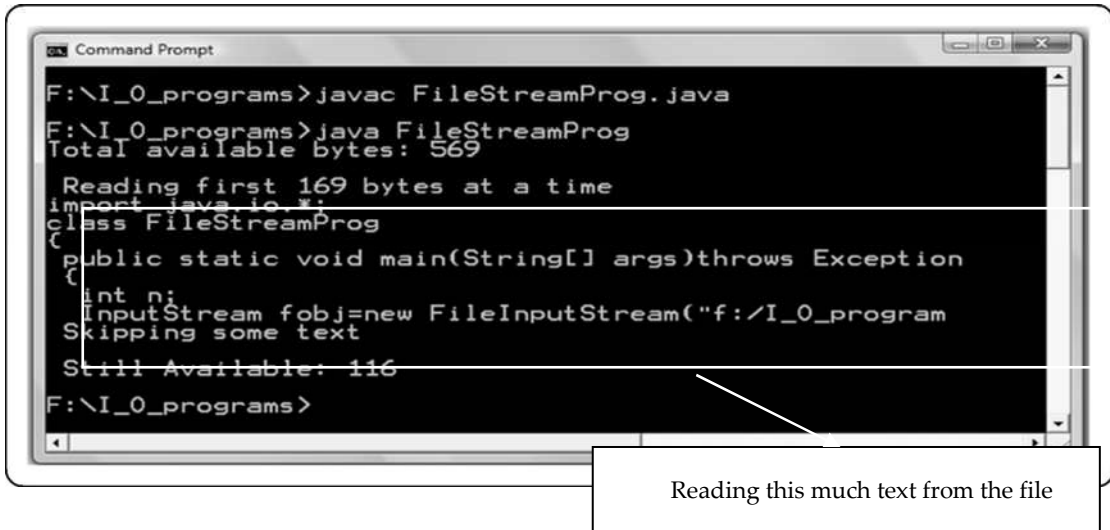 Command Prompt
F:\I_O_programs>javac FileStreamProg.java
F:\I_O_programs>java FileStreamProg
Total available bytes: 569
Reading first 169 bytes at a time
import java.io.*;
class FileStreamProg
{
public static void main(String[] args)throws Exception
{
int n;
InputStream fobj=new FileInputStream("f:/I_O_program
Skipping some text
Still Available: 116
F:\I_O_programs>
Reading this much text from the file